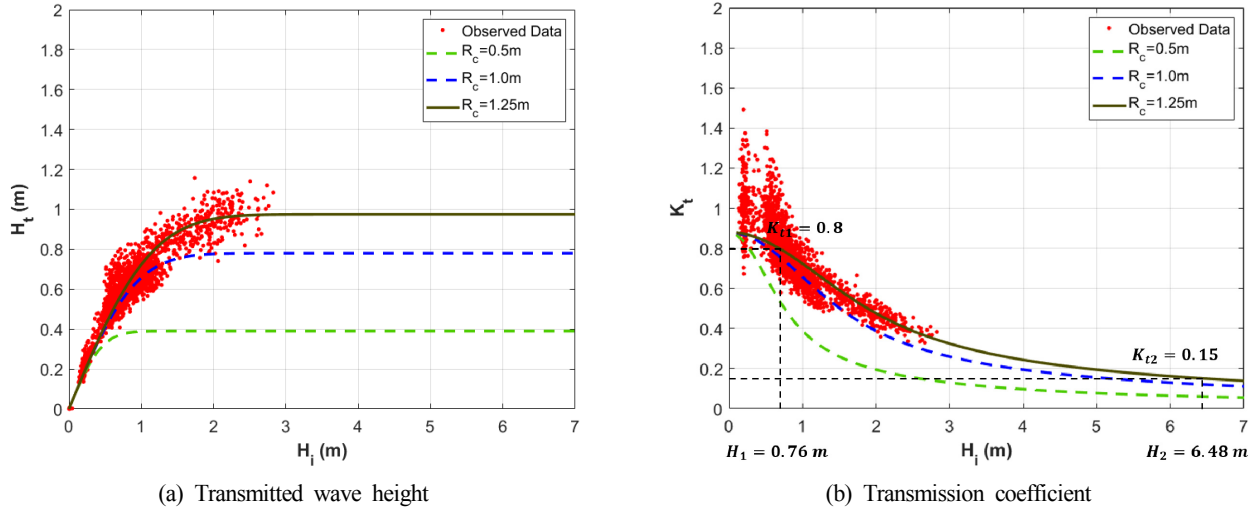 2
1.8
1.6
1.4
1.2
1
0.8
0.6
0.4
0.2
0
H_t (m)
0 1 2 3 4 5 6 7
H_i (m)
Observed Data
R_c=0.5m
R_c=1.0m
R_c=1.25m
(a) Transmitted wave height
2
1.8
1.6
1.4
1.2
1
0.8
0.6
0.4
0.2
0
K_t
0 1 2 3 4 5 6 7
H_i (m)
Observed Data
R_c=0.5m
R_c=1.0m
R_c=1.25m
K_{t1} = 0.8
K_{t2} = 0.15
H_1 = 0.76 m
H_2 = 6.48 m
(b) Transmission coefficient